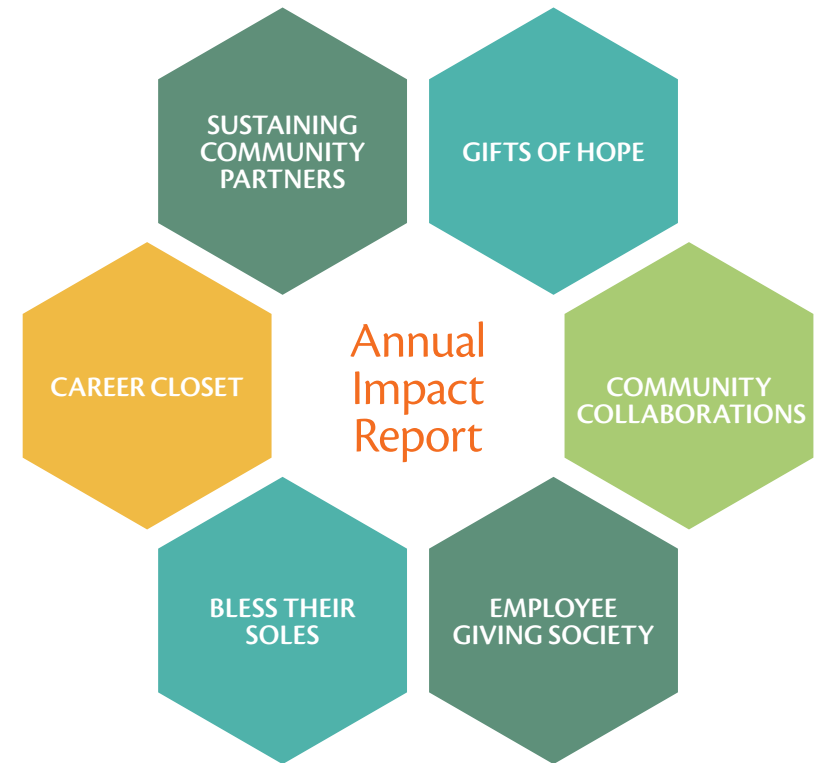 SUSTAINING
COMMUNITY
PARTNERS
GIFTS OF HOPE
CAREER CLOSET
Annual
Impact
Report
COMMUNITY
COLLABORATIONS
BLESS THEIR
SOLES
EMPLOYEE
GIVING SOCIETY